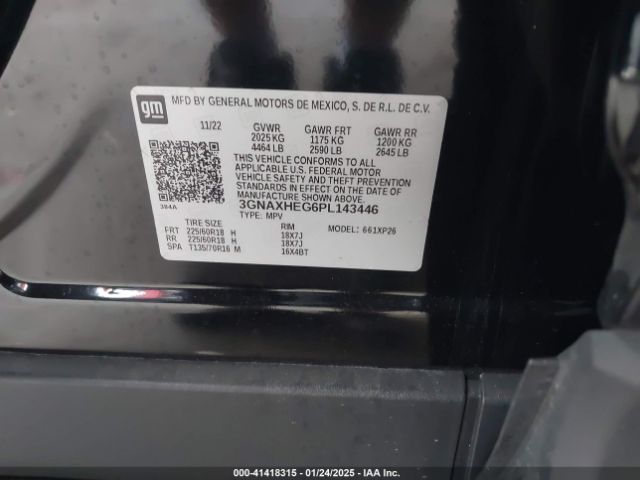 gm
MFD BY GENERAL MOTORS DE MEXICO, S. DE R.L. DE C.V.
11/22 GVWR GAWR FRT GAWR RR
2025 KG 1175 KG 1200 KG
4464 LB 2590 LB 2645 LB
THIS VEHICLE CONFORMS TO ALL
APPLICABLE U.S. FEDERAL MOTOR
VEHICLE SAFETY AND THEFT PREVENTION
STANDARDS IN EFFECT ON THE DATE OF
MANUFACTURE SHOWN ABOVE.
384A 3GNAXHEG6PL143446
TYPE: MPV
TIRE SIZE RIM MODEL: 661XP26
FRT 225/60R18 H 18X7J
RR 225/60R18 H 18X7J
SPA T135/70R16 M 16X4BT
000-41418315 - 01/24/2025 - IAA Inc.